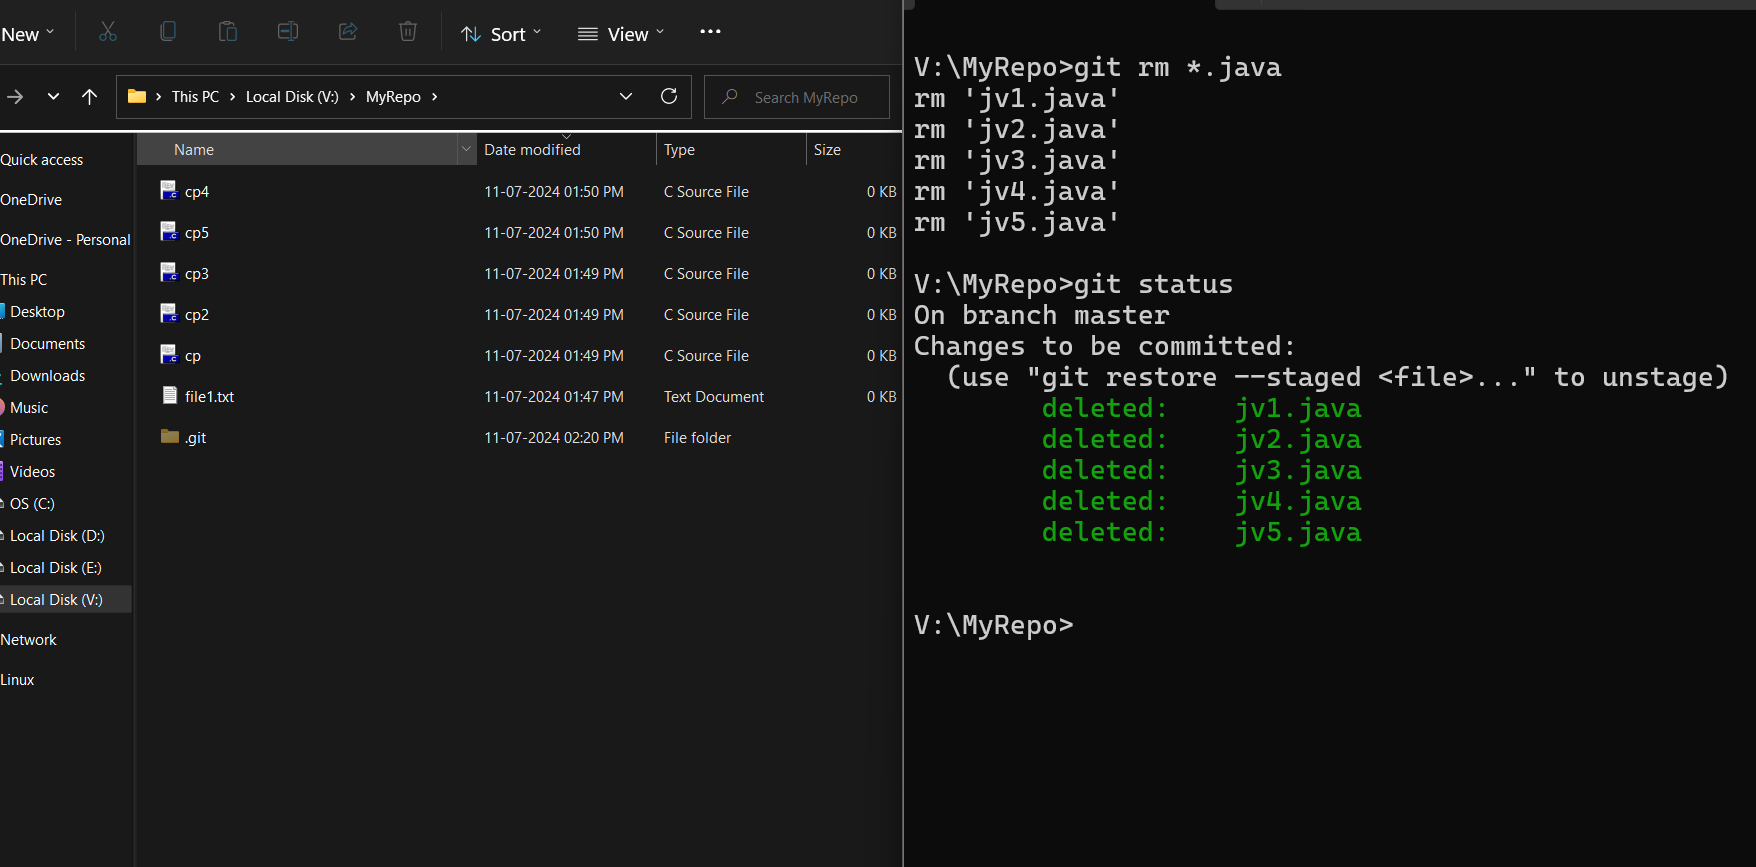 New
Sort
View
This PC > Local Disk (V:) > MyRepo >
Search MyRepo
Quick access
OneDrive
OneDrive - Personal
This PC
Desktop
Documents
Downloads
Music
Pictures
Videos
OS (C:)
Local Disk (D:)
Local Disk (E:)
Local Disk (V:)
Network
Linux
Name Date modified Type Size
cp4 11-07-2024 01:50 PM C Source File 0 KB
cp5 11-07-2024 01:50 PM C Source File 0 KB
cp3 11-07-2024 01:49 PM C Source File 0 KB
cp2 11-07-2024 01:49 PM C Source File 0 KB
cp 11-07-2024 01:49 PM C Source File 0 KB
file1.txt 11-07-2024 01:47 PM Text Document 0 KB
.git 11-07-2024 02:20 PM File folder
V:\MyRepo>git rm *.java
rm 'jv1.java'
rm 'jv2.java'
rm 'jv3.java'
rm 'jv4.java'
rm 'jv5.java'
V:\MyRepo>git status
On branch master
Changes to be committed:
(use "git restore --staged <file>..." to unstage)
deleted: jv1.java
deleted: jv2.java
deleted: jv3.java
deleted: jv4.java
deleted: jv5.java
V:\MyRepo>